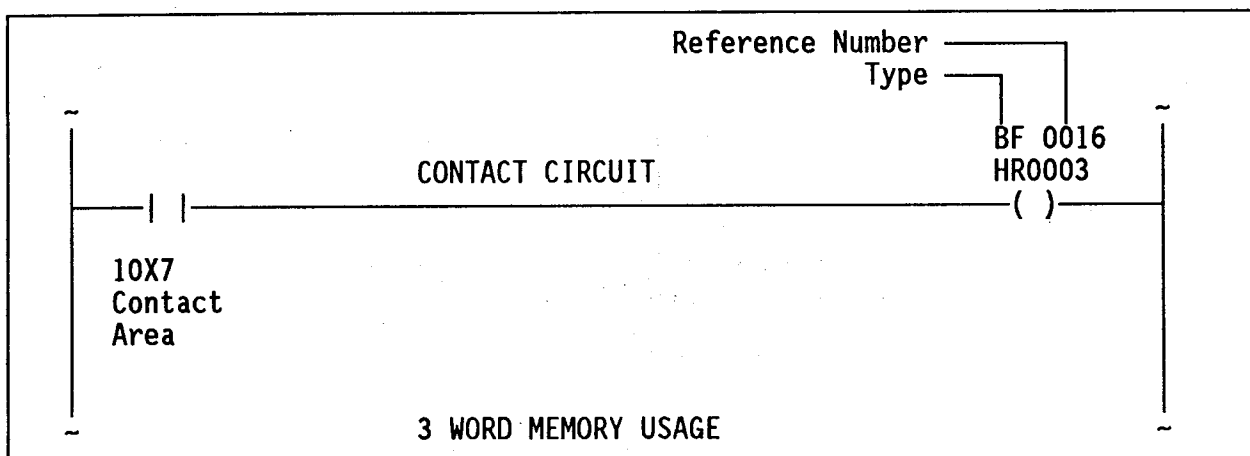 Reference Number
Type
BF 0016
HR0003
CONTACT CIRCUIT
10X7
Contact
Area
3 WORD MEMORY USAGE